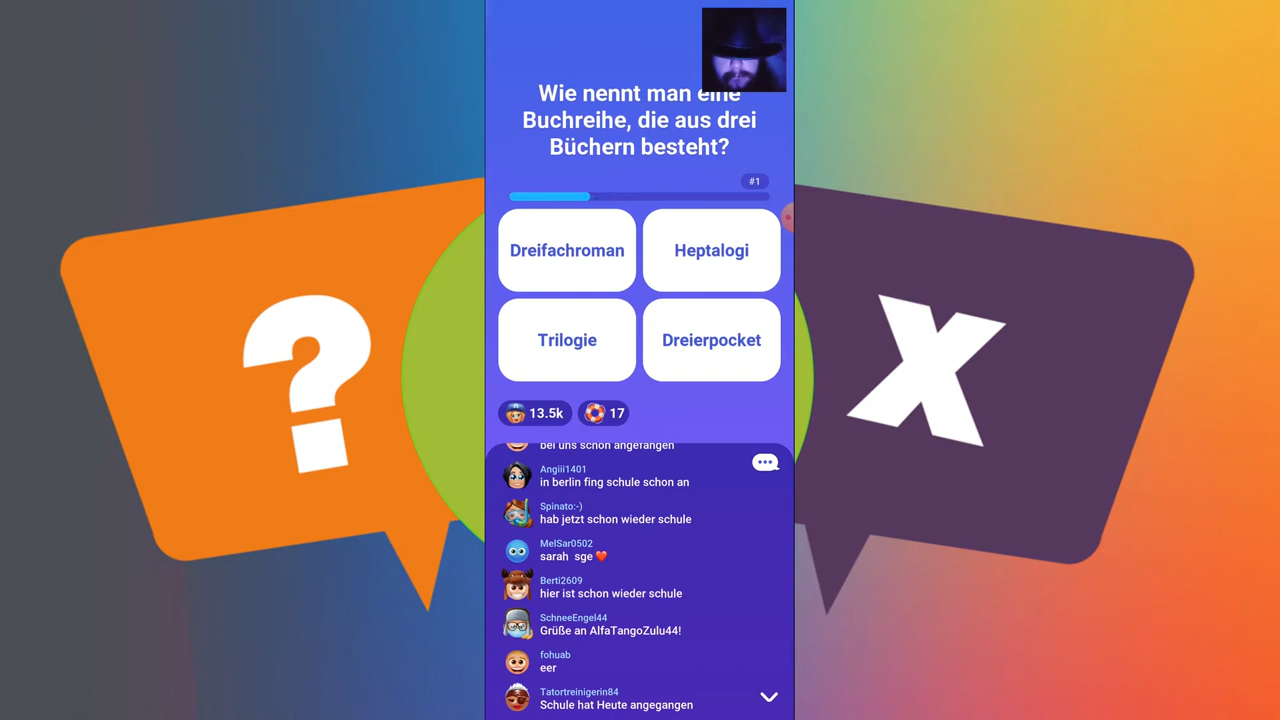 Wie nennt man eine
Buchreihe, die aus drei
Büchern besteht?
#1
Dreifachroman
Heptalogi
Trilogie
Dreierpocket
13.5k
17
bei uns schon angefangen
Angiii1401
in berlin fing schule schon an
Spinato:-)
hab jetzt schon wieder schule
MelSar0502
sarah sge❤️
Berti2609
hier ist schon wieder schule
SchneeEngel44
Grüße an AlfaTangoZulu44!
fohuab
eer
Tatortreinigerin84
Schule hat Heute angegangen
? X